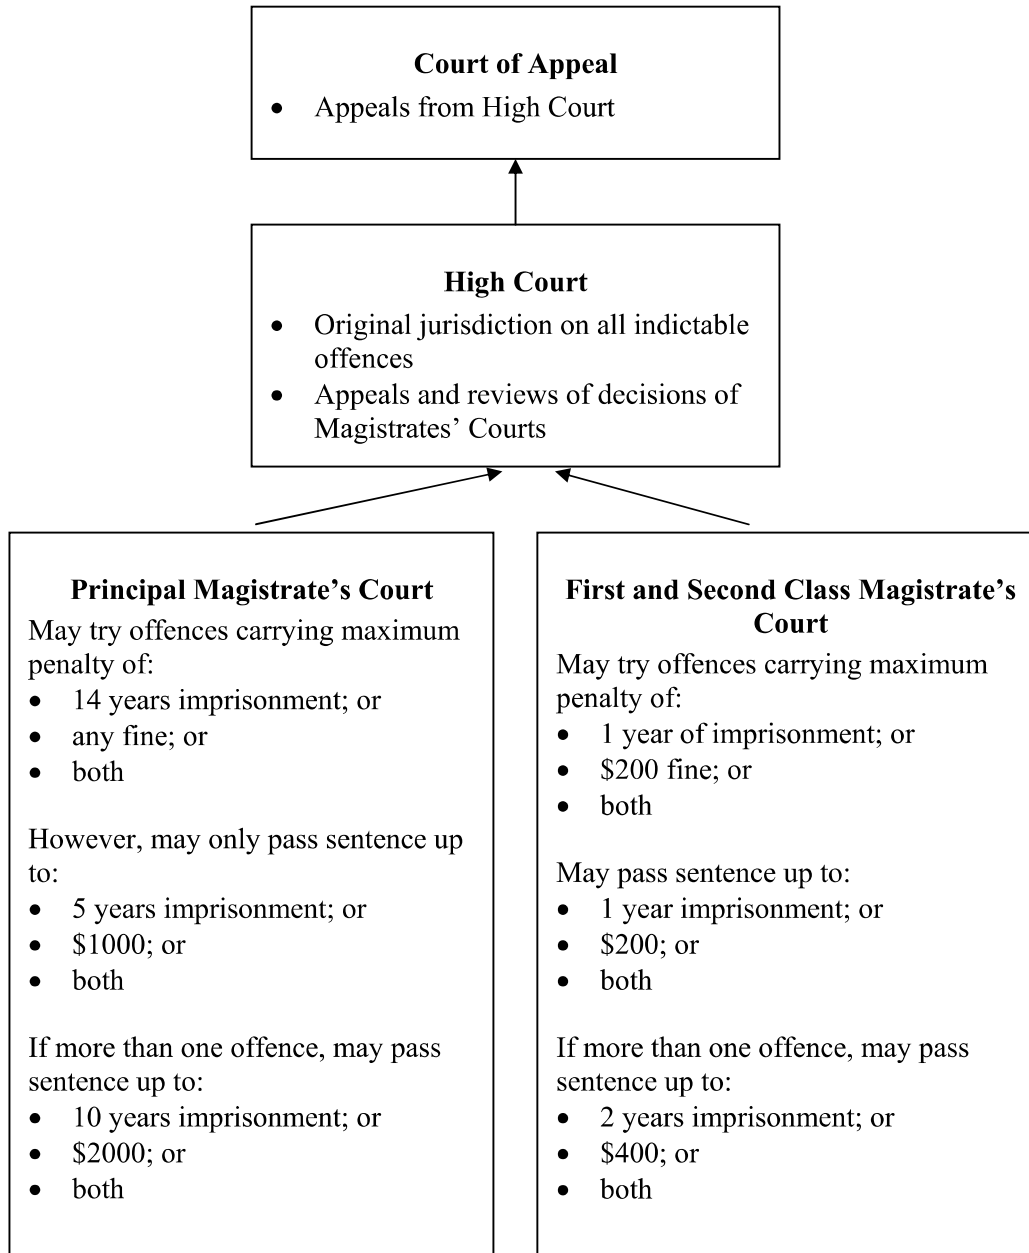 Court of Appeal
• Appeals from High Court
High Court
• Original jurisdiction on all indictable
offences
• Appeals and reviews of decisions of
Magistrates’ Courts
Principal Magistrate’s Court
May try offences carrying maximum
penalty of:
• 14 years imprisonment; or
• any fine; or
• both
However, may only pass sentence up
to:
• 5 years imprisonment; or
• $1000; or
• both
If more than one offence, may pass
sentence up to:
• 10 years imprisonment; or
• $2000; or
• both
First and Second Class Magistrate’s
Court
May try offences carrying maximum
penalty of:
• 1 year of imprisonment; or
• $200 fine; or
• both
May pass sentence up to:
• 1 year imprisonment; or
• $200; or
• both
If more than one offence, may pass
sentence up to:
• 2 years imprisonment; or
• $400; or
• both